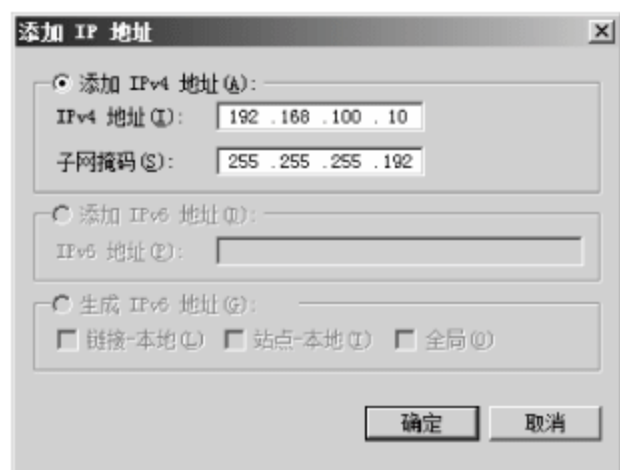 添加 IP 地址
添加 IPv4 地址(A):
IPv4 地址(I): 192 .168 .100 . 10
子网掩码(S): 255 .255 .255 .192
添加 IPv6 地址(D):
IPv6 地址(P):
生成 IPv6 地址(G):
链接-本地(L) 站点-本地(T) 全局(O)
确定 取消